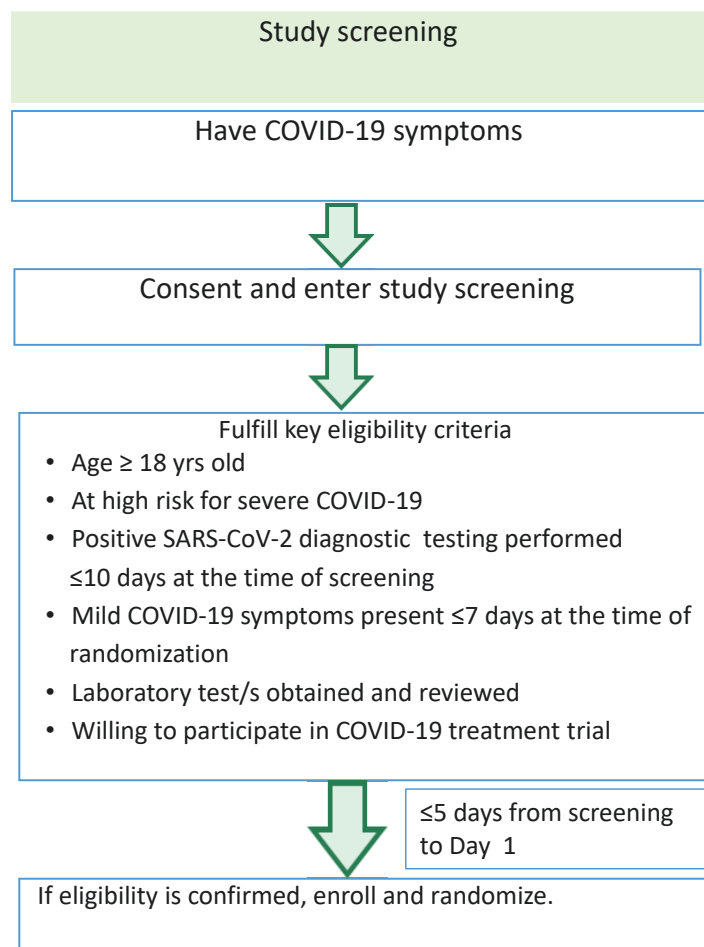 Study screening
Have COVID-19 symptoms
Consent and enter study screening
Fulfill key eligibility criteria
• Age ≥ 18 yrs old
• At high risk for severe COVID-19
• Positive SARS-CoV-2 diagnostic testing performed
≤10 days at the time of screening
• Mild COVID-19 symptoms present ≤7 days at the time of
randomization
• Laboratory test/s obtained and reviewed
• Willing to participate in COVID-19 treatment trial
≤5 days from screening
to Day 1
If eligibility is confirmed, enroll and randomize.